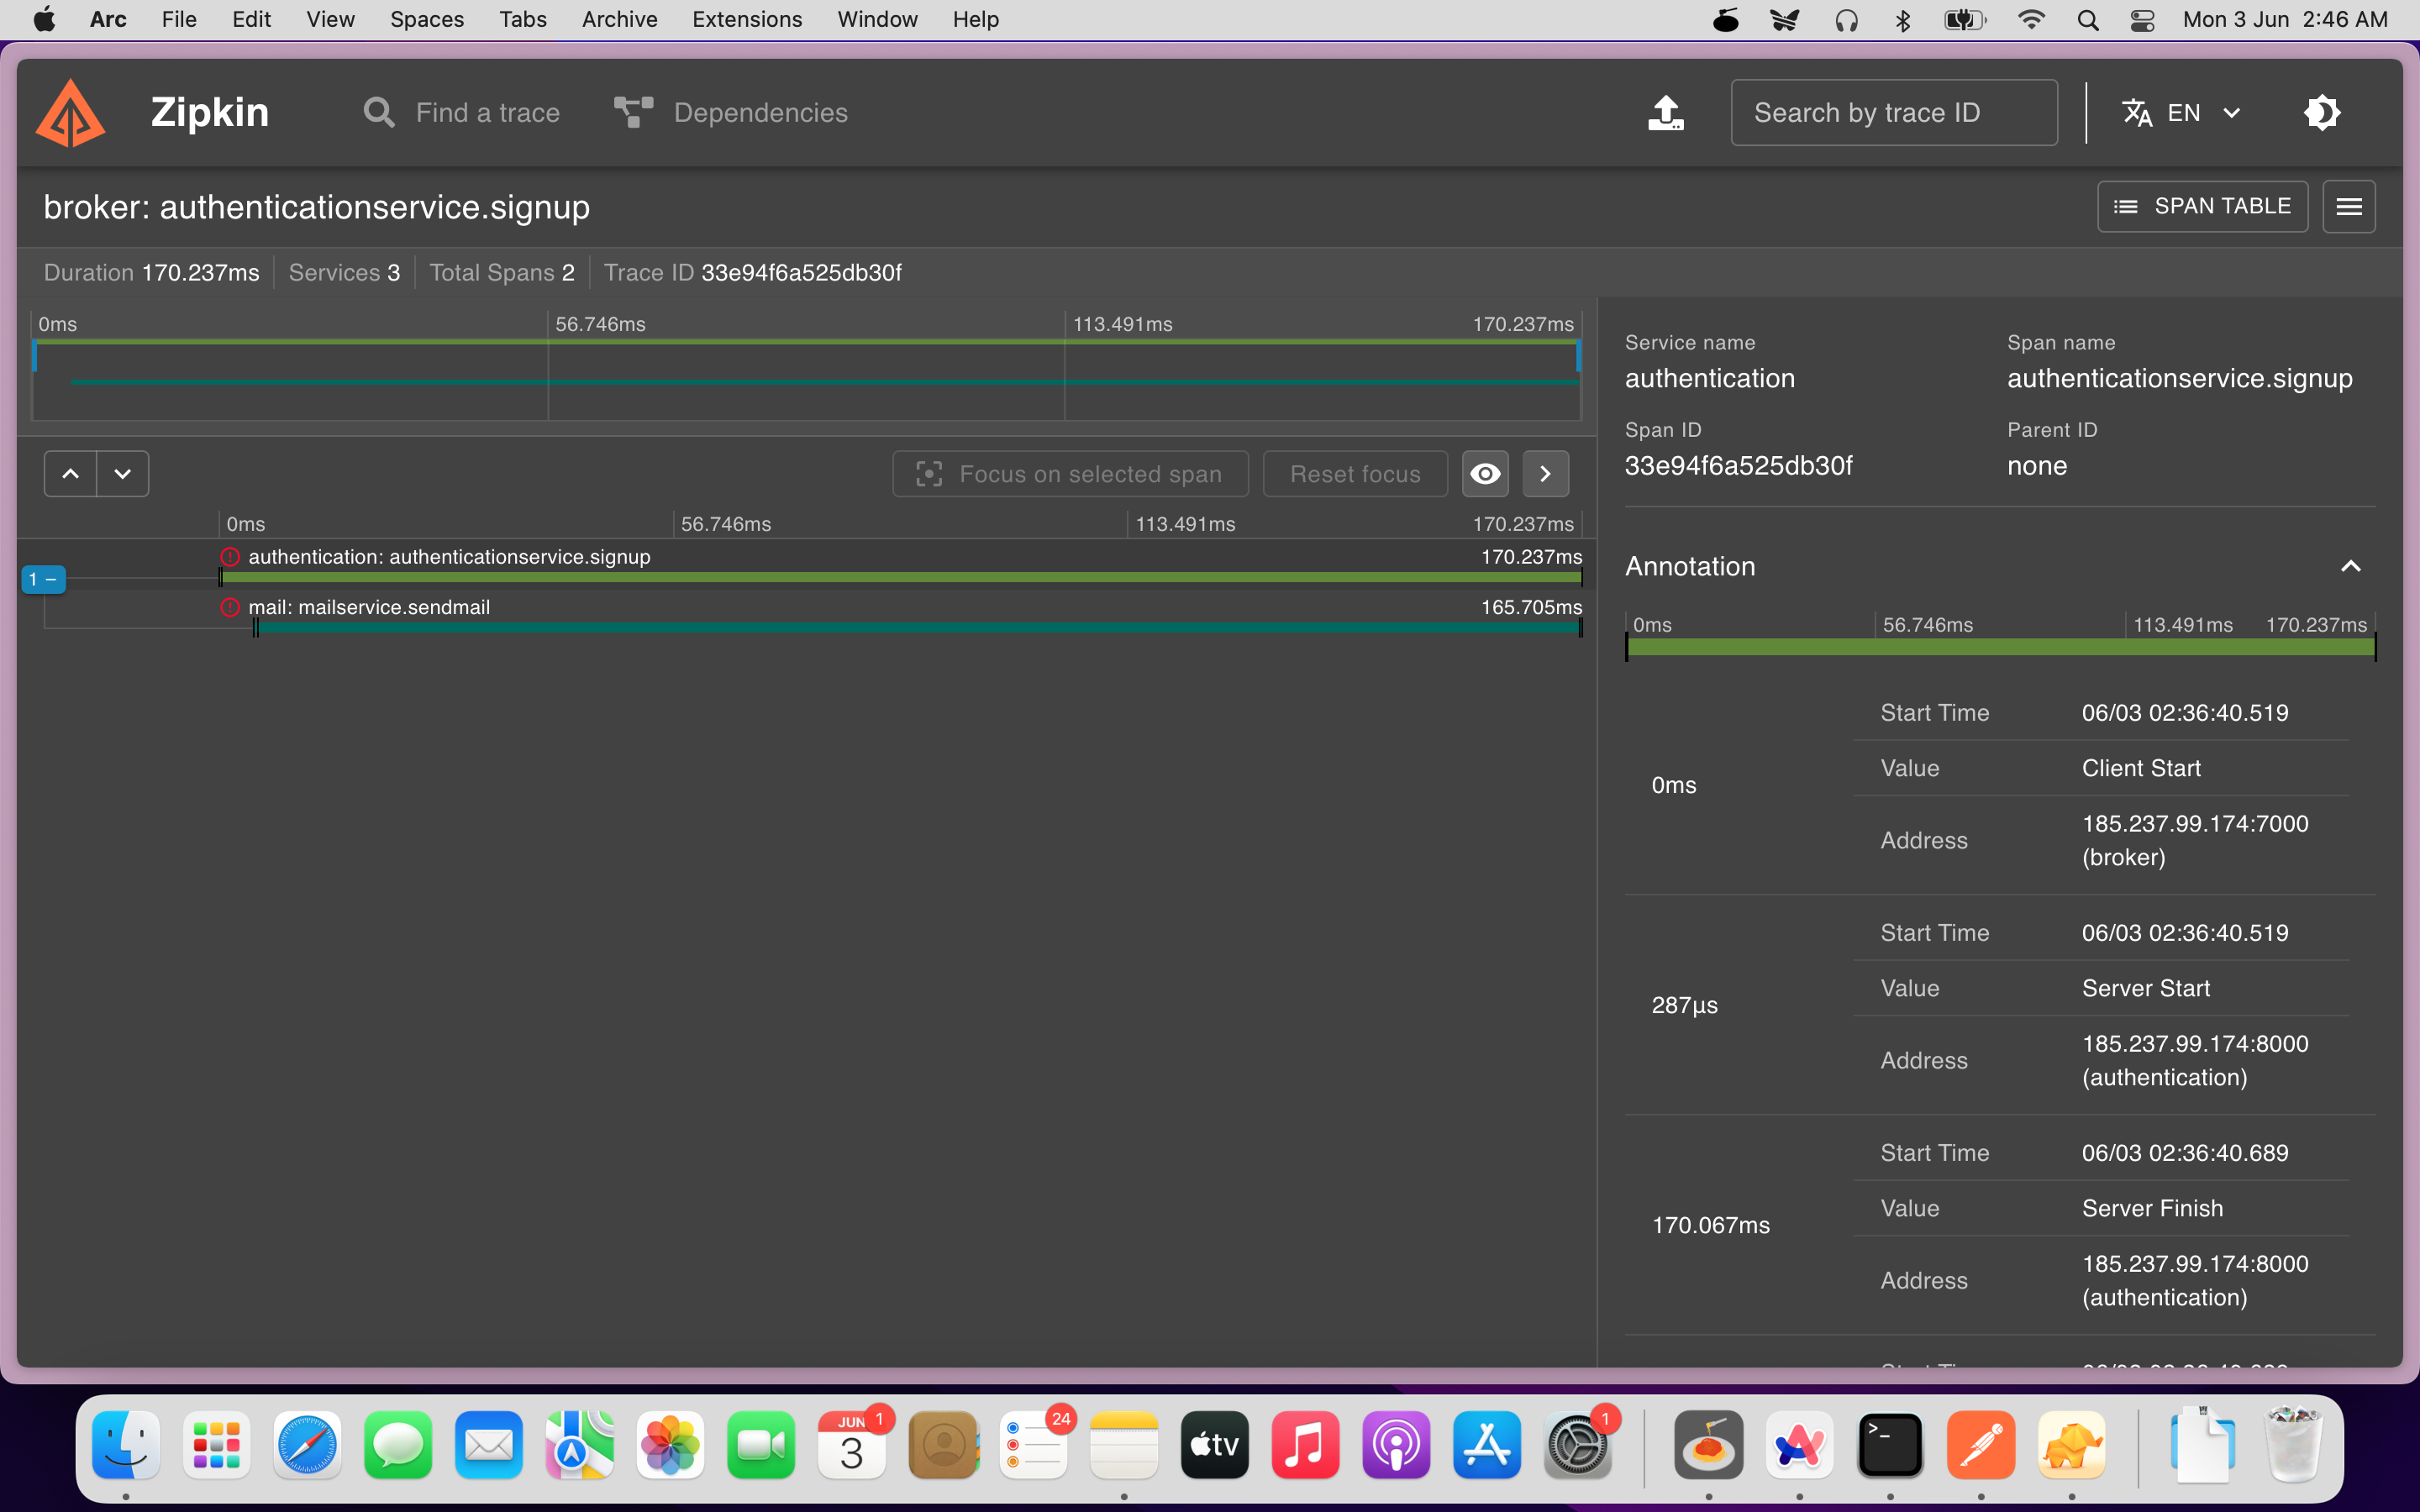 Arc File Edit View Spaces Tabs Archive Extensions Window Help Mon 3 Jun 2:46 AM
Zipkin Find a trace Dependencies Search by trace ID EN
broker: authenticationservice.signup SPAN TABLE
Duration 170.237ms Services 3 Total Spans 2 Trace ID 33e94f6a525db30f
0ms 56.746ms 113.491ms 170.237ms
Focus on selected span Reset focus
0ms 56.746ms 113.491ms 170.237ms
authentication: authenticationservice.signup 170.237ms
1 −
mail: mailservice.sendmail 165.705ms
Service name Span name
authentication authenticationservice.signup
Span ID Parent ID
33e94f6a525db30f none
Annotation
0ms 56.746ms 113.491ms 170.237ms
Start Time 06/03 02:36:40.519
0ms
Value Client Start
Address 185.237.99.174:7000
(broker)
Start Time 06/03 02:36:40.519
287μs
Value Server Start
Address 185.237.99.174:8000
(authentication)
Start Time 06/03 02:36:40.689
170.067ms
Value Server Finish
Address 185.237.99.174:8000
(authentication)
JUN 3 1
24
tv
1
>_